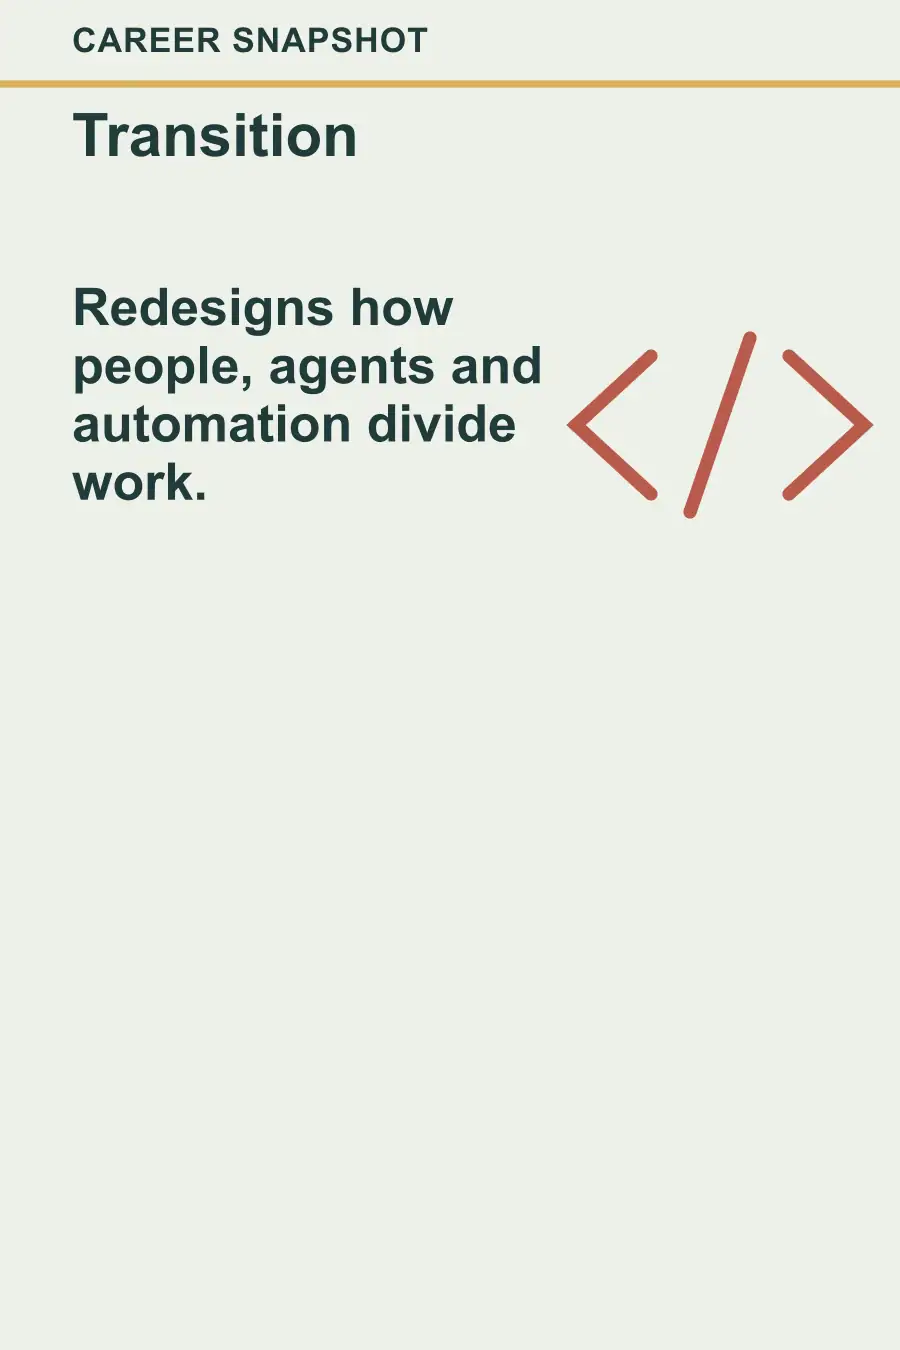 CAREER SNAPSHOT
Transition
Redesigns how
people, agents and
automation divide
work.